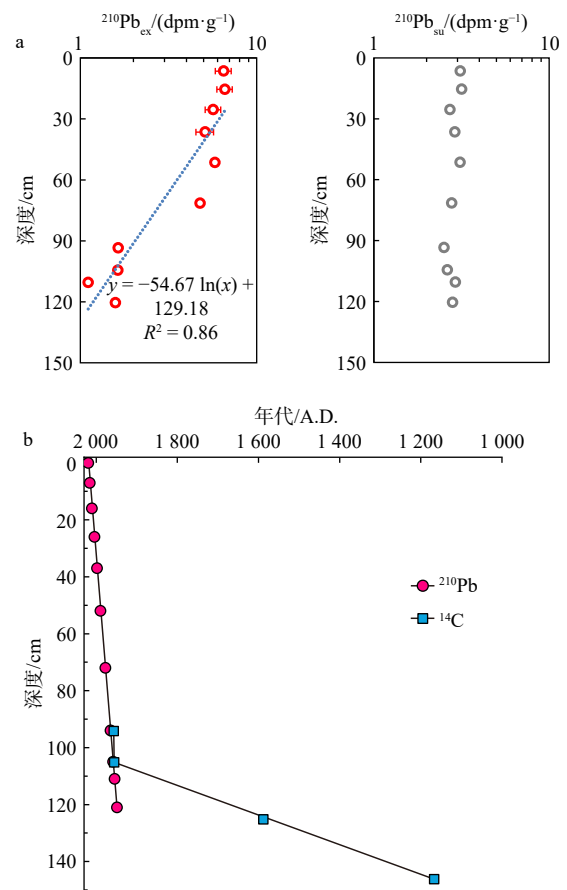 a
²¹⁰Pb_ex/(dpm·g⁻¹)
1 10
0
30
60
90
120
150
深度/cm
y = −54.67 ln(x) +
129.18
R² = 0.86
²¹⁰Pb_su/(dpm·g⁻¹)
1 10
0
30
60
90
120
150
深度/cm
b
年代/A.D.
2 000 1 800 1 600 1 400 1 200 1 000
0
20
40
60
80
100
120
140
深度/cm
²¹⁰Pb
¹⁴C